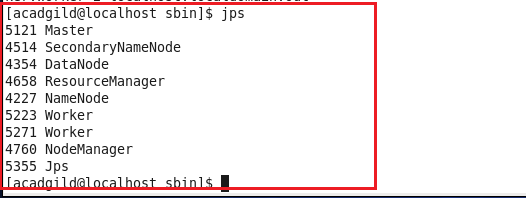 [acadgild@localhost sbin]$ jps
5121 Master
4514 SecondaryNameNode
4354 DataNode
4658 ResourceManager
4227 NameNode
5223 Worker
5271 Worker
4760 NodeManager
5355 Jps
[acadgild@localhost sbin]$